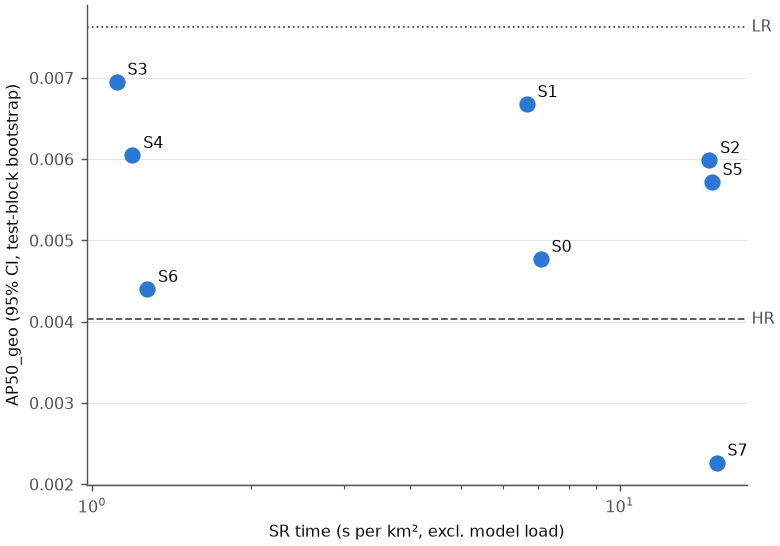 LR
0.007
S3
S1
S4
0.006
S2
S5
0.005
S0
S6
0.004
HR
0.003
S7
0.002
10⁰
10¹
SR time (s per km², excl. model load)
AP50_geo (95% CI, test-block bootstrap)